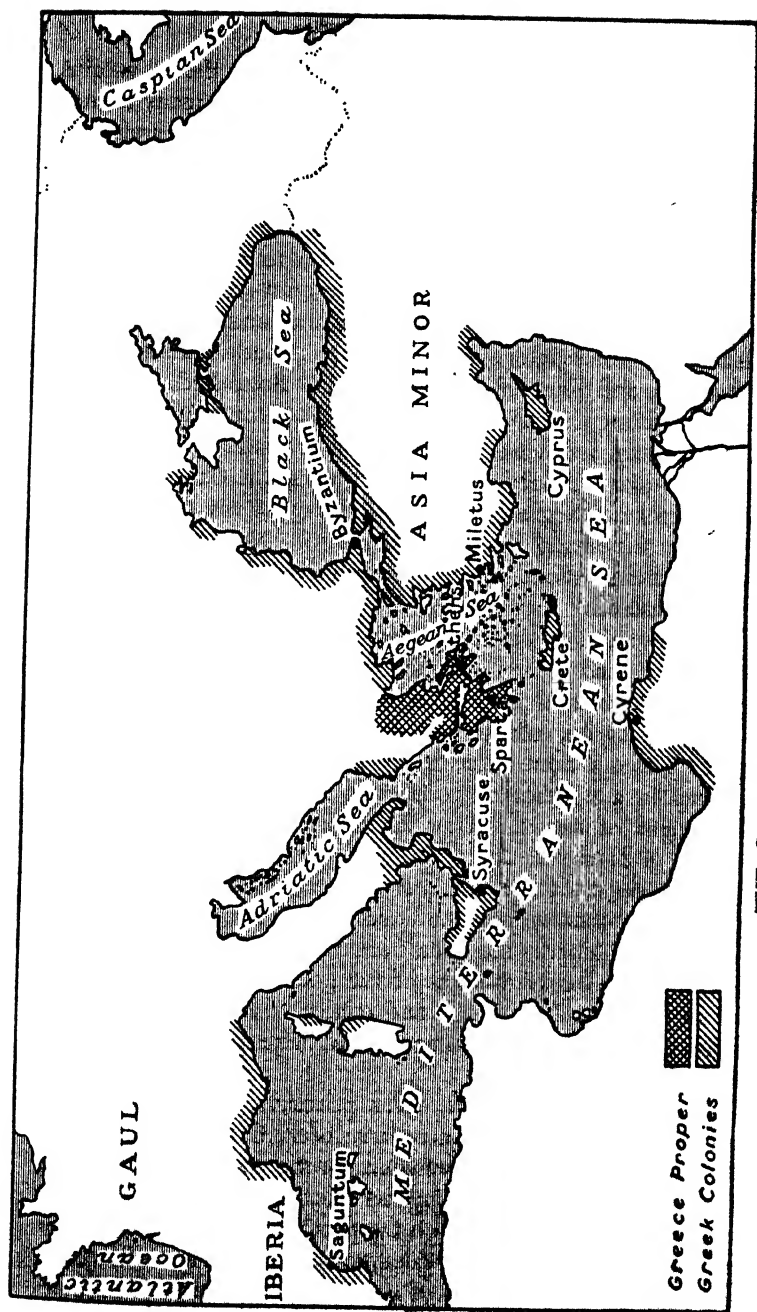 Caspian Sea
Black Sea
Byzantium
ASIA MINOR
Adriatic Sea
Aegean Sea
Miletus
Cyprus
Crete
Cyrene
Syracuse
GAUL
Atlantic
Ocean
IBERIA
Saguntum
MEDITERRANEAN SEA
Greece Proper
Greek Colonies